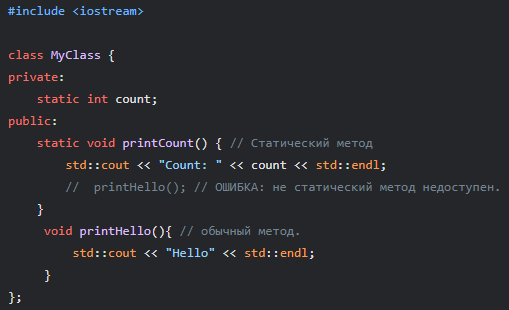 #include <iostream>

class MyClass {
private:
    static int count;
public:
    static void printCount() { // Статический метод
        std::cout << "Count: " << count << std::endl;
        //  printHello(); // ОШИБКА: не статический метод недоступен.
    }
     void printHello(){ // обычный метод.
         std::cout << "Hello" << std::endl;
     }
};